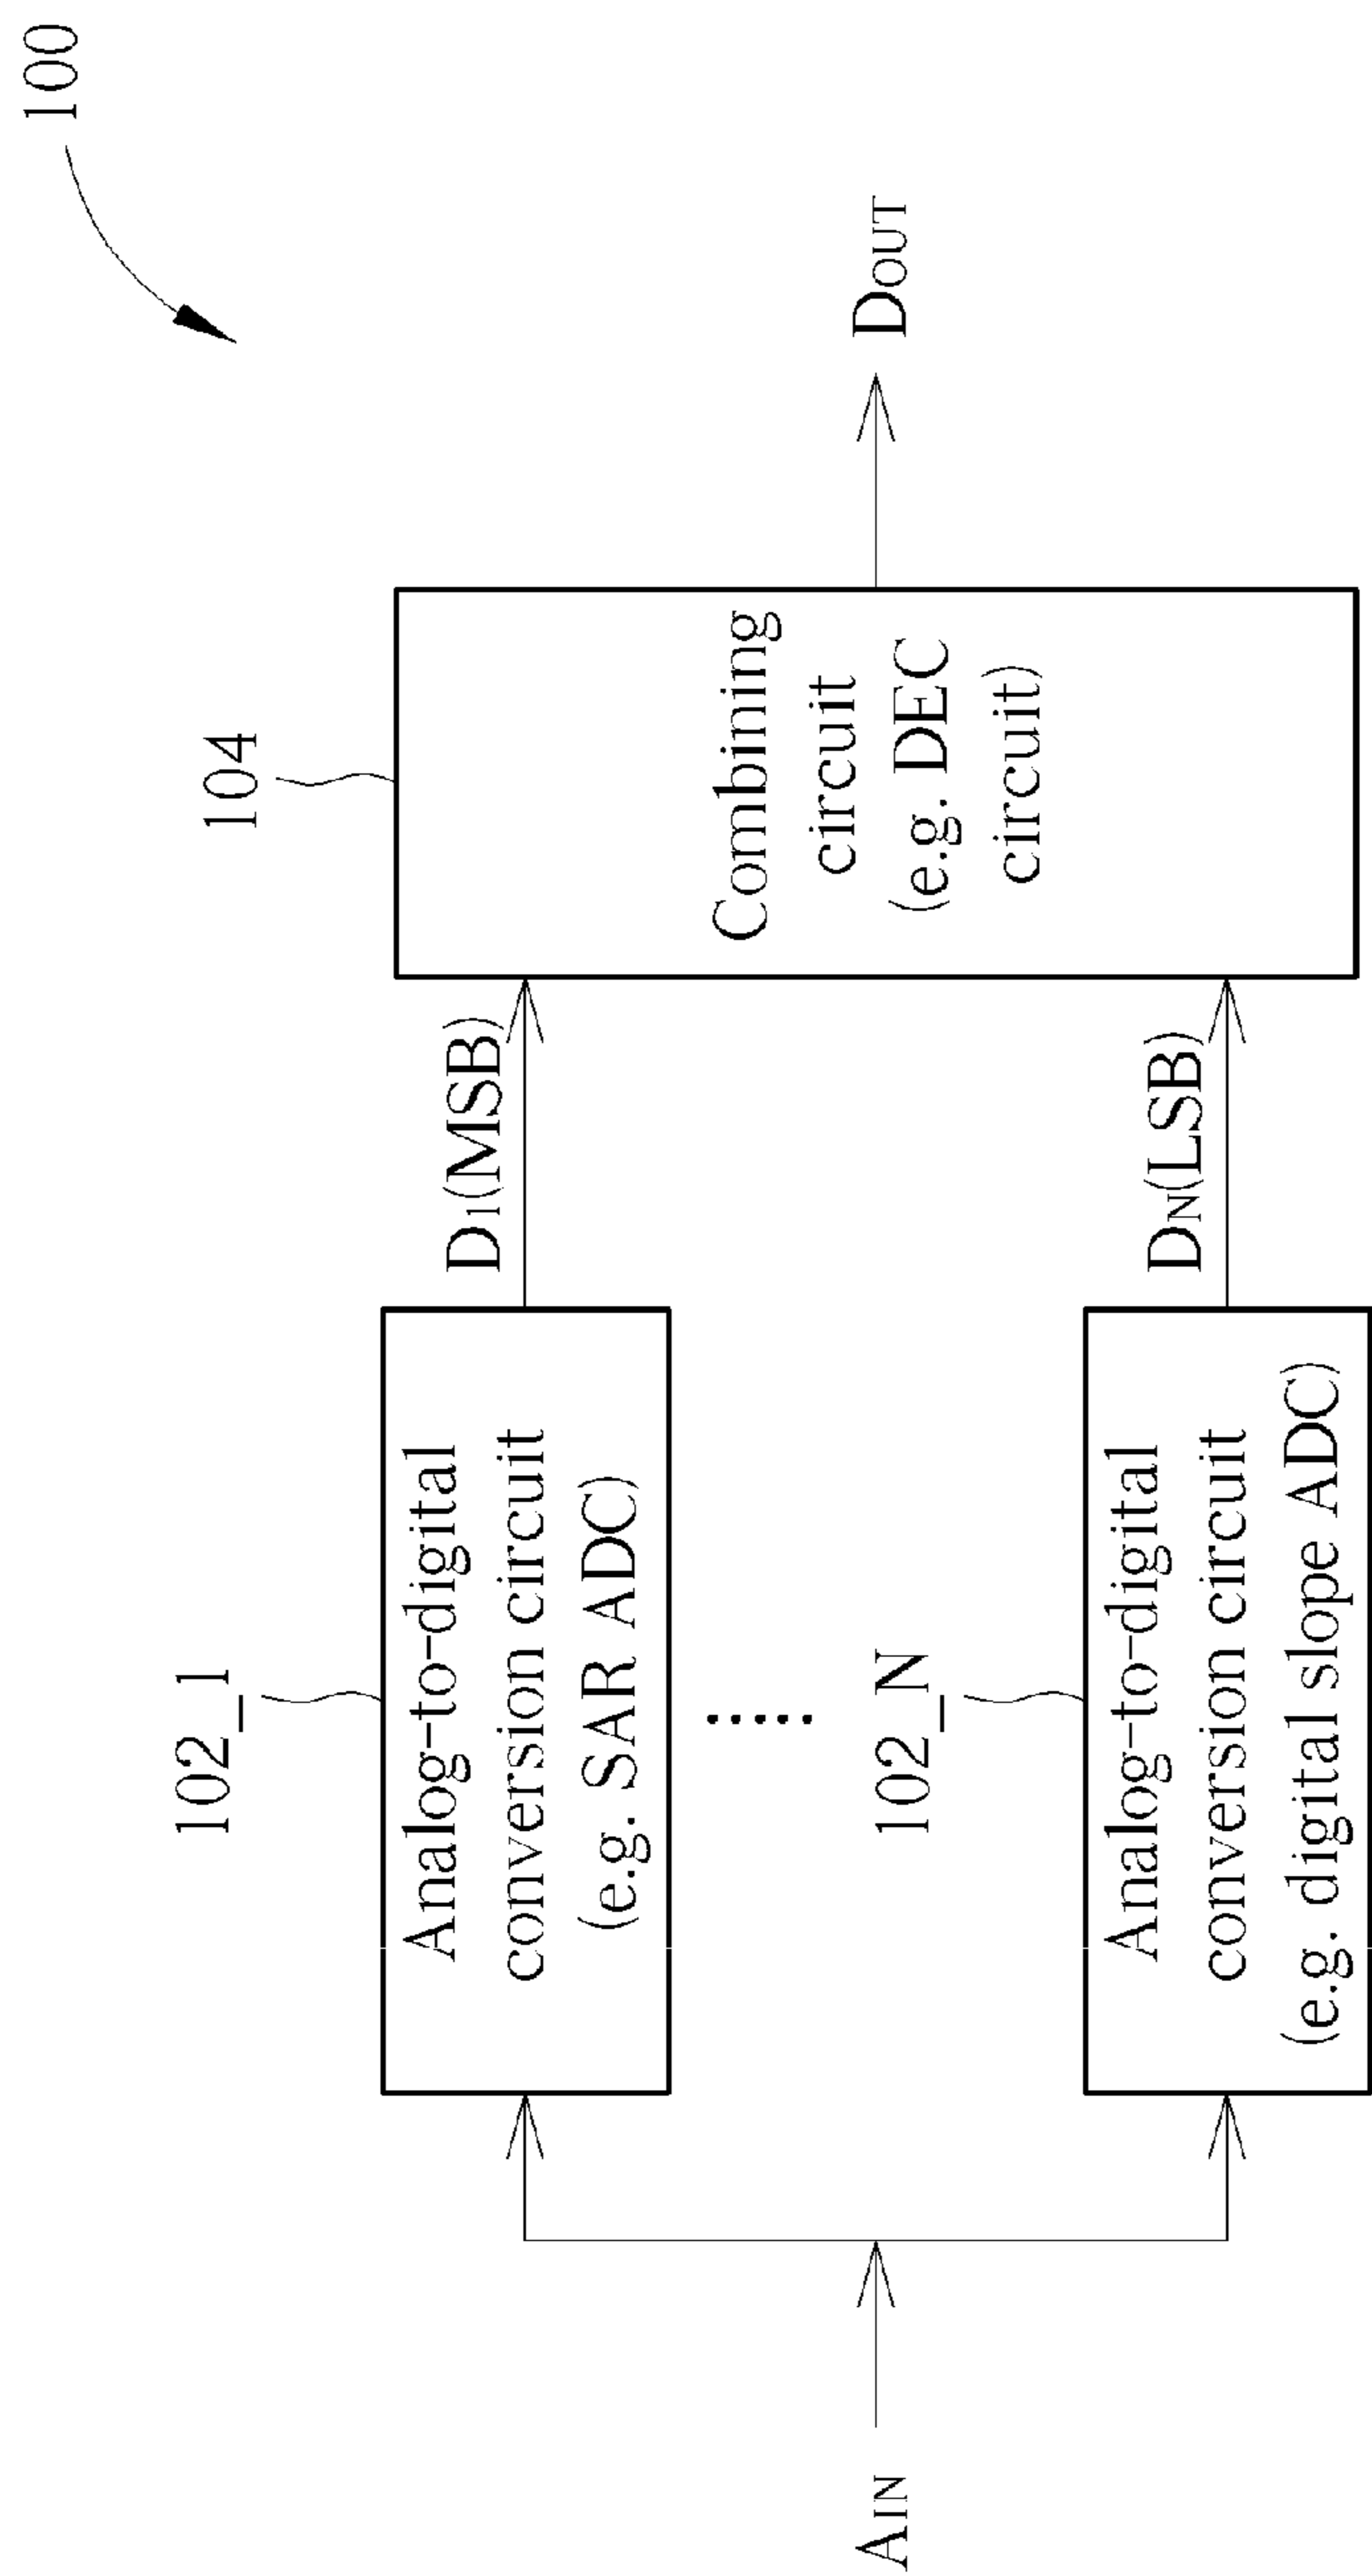 100
102_1
Analog-to-digital
conversion circuit
(e.g. SAR ADC)
D1(MSB)
104
Combining
circuit
(e.g. DEC
circuit)
AIN
DOUT
.....
102_N
Analog-to-digital
conversion circuit
(e.g. digital slope ADC)
DN(LSB)